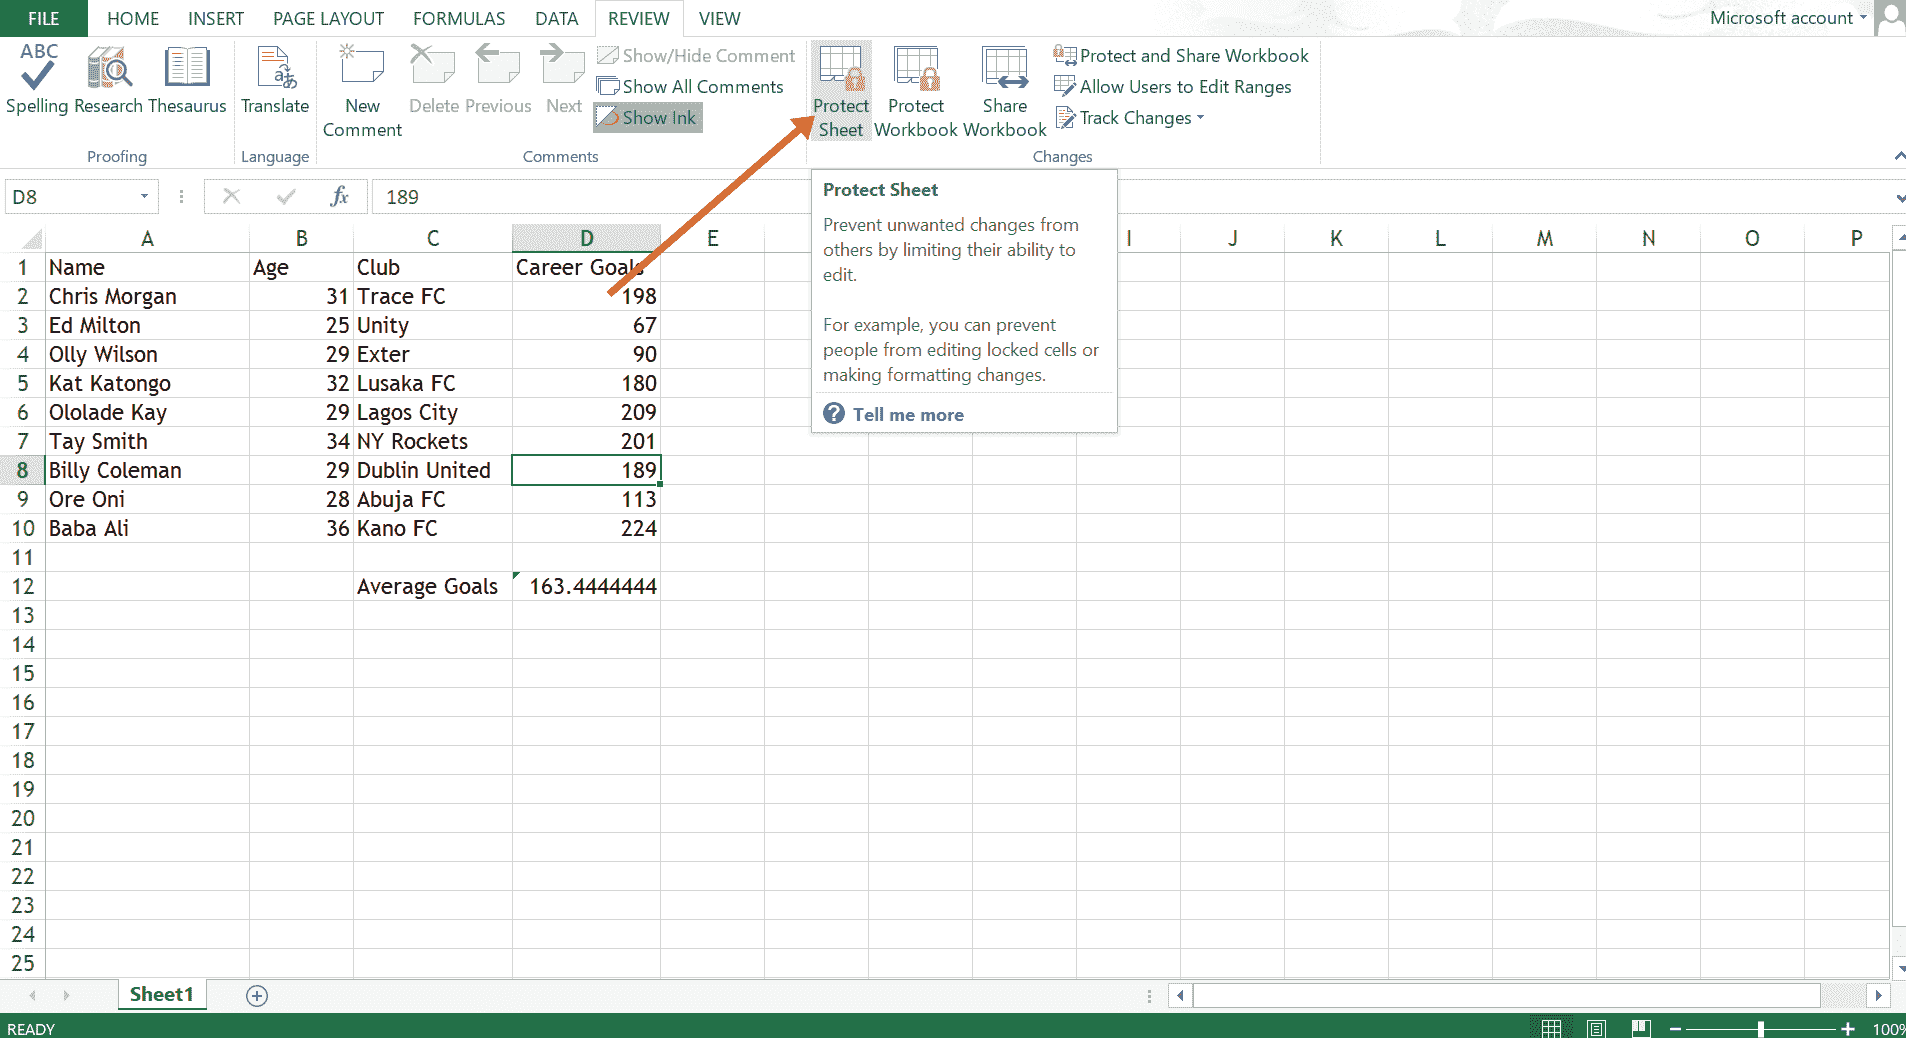 FILE HOME INSERT PAGE LAYOUT FORMULAS DATA REVIEW VIEW Microsoft account
ABC
Spelling Research Thesaurus
Proofing
Translate
Language
New Comment
Delete Previous Next
Show/Hide Comment
Show All Comments
Show Ink
Comments
Protect Sheet
Protect Workbook
Share Workbook
Protect and Share Workbook
Allow Users to Edit Ranges
Track Changes
Changes
D8 fx 189
Protect Sheet
Prevent unwanted changes from
others by limiting their ability to
edit.
For example, you can prevent
people from editing locked cells or
making formatting changes.
? Tell me more
A B C D E I J K L M N O P
1 Name Age Club Career Goals
2 Chris Morgan 31 Trace FC 198
3 Ed Milton 25 Unity 67
4 Olly Wilson 29 Exter 90
5 Kat Katongo 32 Lusaka FC 180
6 Ololade Kay 29 Lagos City 209
7 Tay Smith 34 NY Rockets 201
8 Billy Coleman 29 Dublin United 189
9 Ore Oni 28 Abuja FC 113
10 Baba Ali 36 Kano FC 224
11
12 Average Goals 163.4444444
13
14
15
16
17
18
19
20
21
22
23
24
25
Sheet1
READY 100%